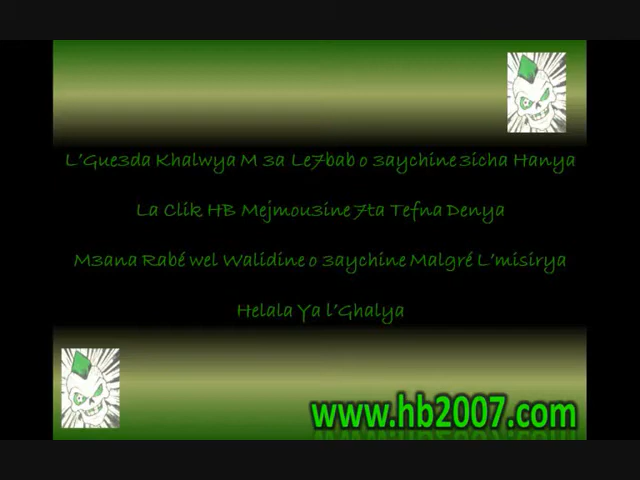 L'Gue3da Khalwya M 3a Le7bab o 3aychine 3icha Hanya
La Clik HB Mejmou3ine 7ta Tefna Denya
M3ana Rabé wel Walidine o 3aychine Malgré L'misirya
Helala Ya l'Ghalya
www.hb2007.com